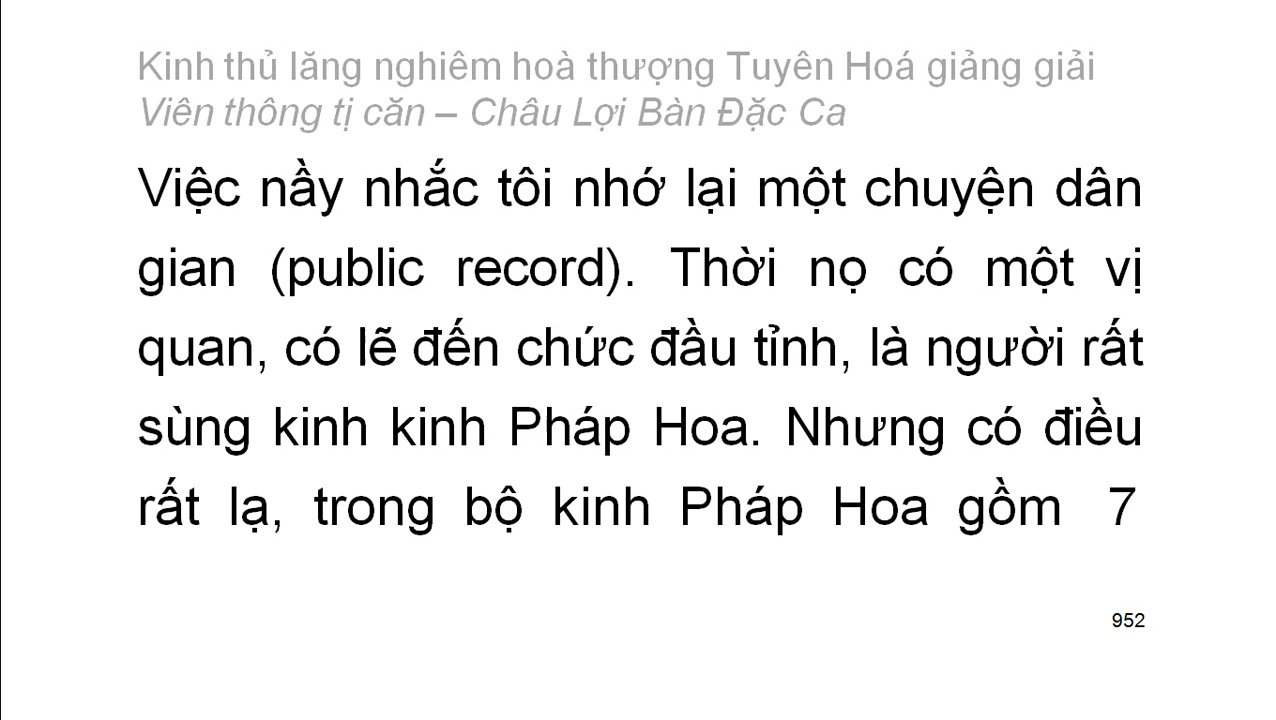 Kinh thủ lăng nghiêm hoà thượng Tuyên Hoá giảng giải
Viên thông tị căn – Châu Lợi Bàn Đặc Ca
Việc nầy nhắc tôi nhớ lại một chuyện dân
gian (public record). Thời nọ có một vị
quan, có lẽ đến chức đầu tỉnh, là người rất
sùng kinh kinh Pháp Hoa. Nhưng có điều
rất lạ, trong bộ kinh Pháp Hoa gồm 7
952